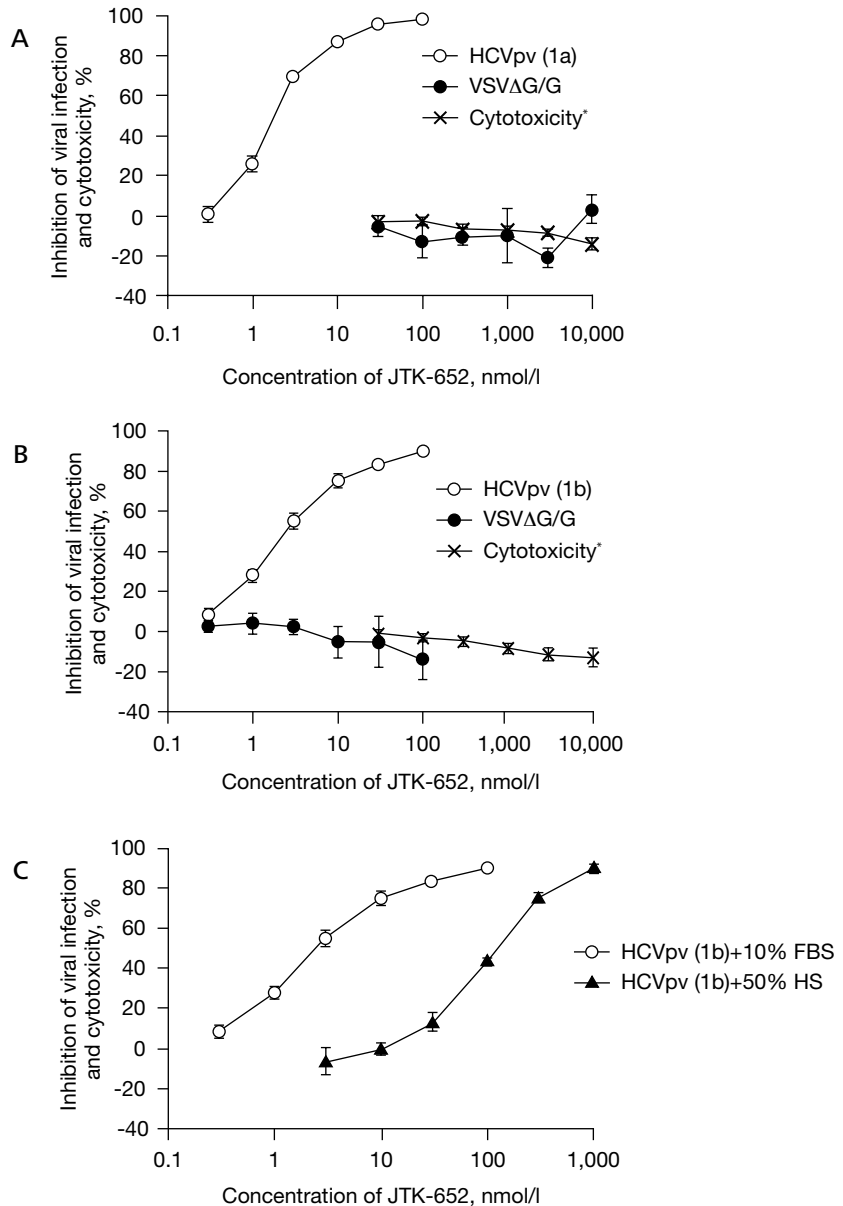 A
Inhibition of viral infection
and cytotoxicity, %
100
80
60
40
20
0
-20
-40
HCVpv (1a)
VSVΔG/G
Cytotoxicity*
0.1
1
10
100
1,000
10,000
Concentration of JTK-652, nmol/l
B
Inhibition of viral infection
and cytotoxicity, %
100
80
60
40
20
0
-20
-40
HCVpv (1b)
VSVΔG/G
Cytotoxicity*
0.1
1
10
100
1,000
10,000
Concentration of JTK-652, nmol/l
C
Inhibition of viral infection
and cytotoxicity, %
100
80
60
40
20
0
-20
-40
HCVpv (1b)+10% FBS
HCVpv (1b)+50% HS
0.1
1
10
100
1,000
Concentration of JTK-652, nmol/l